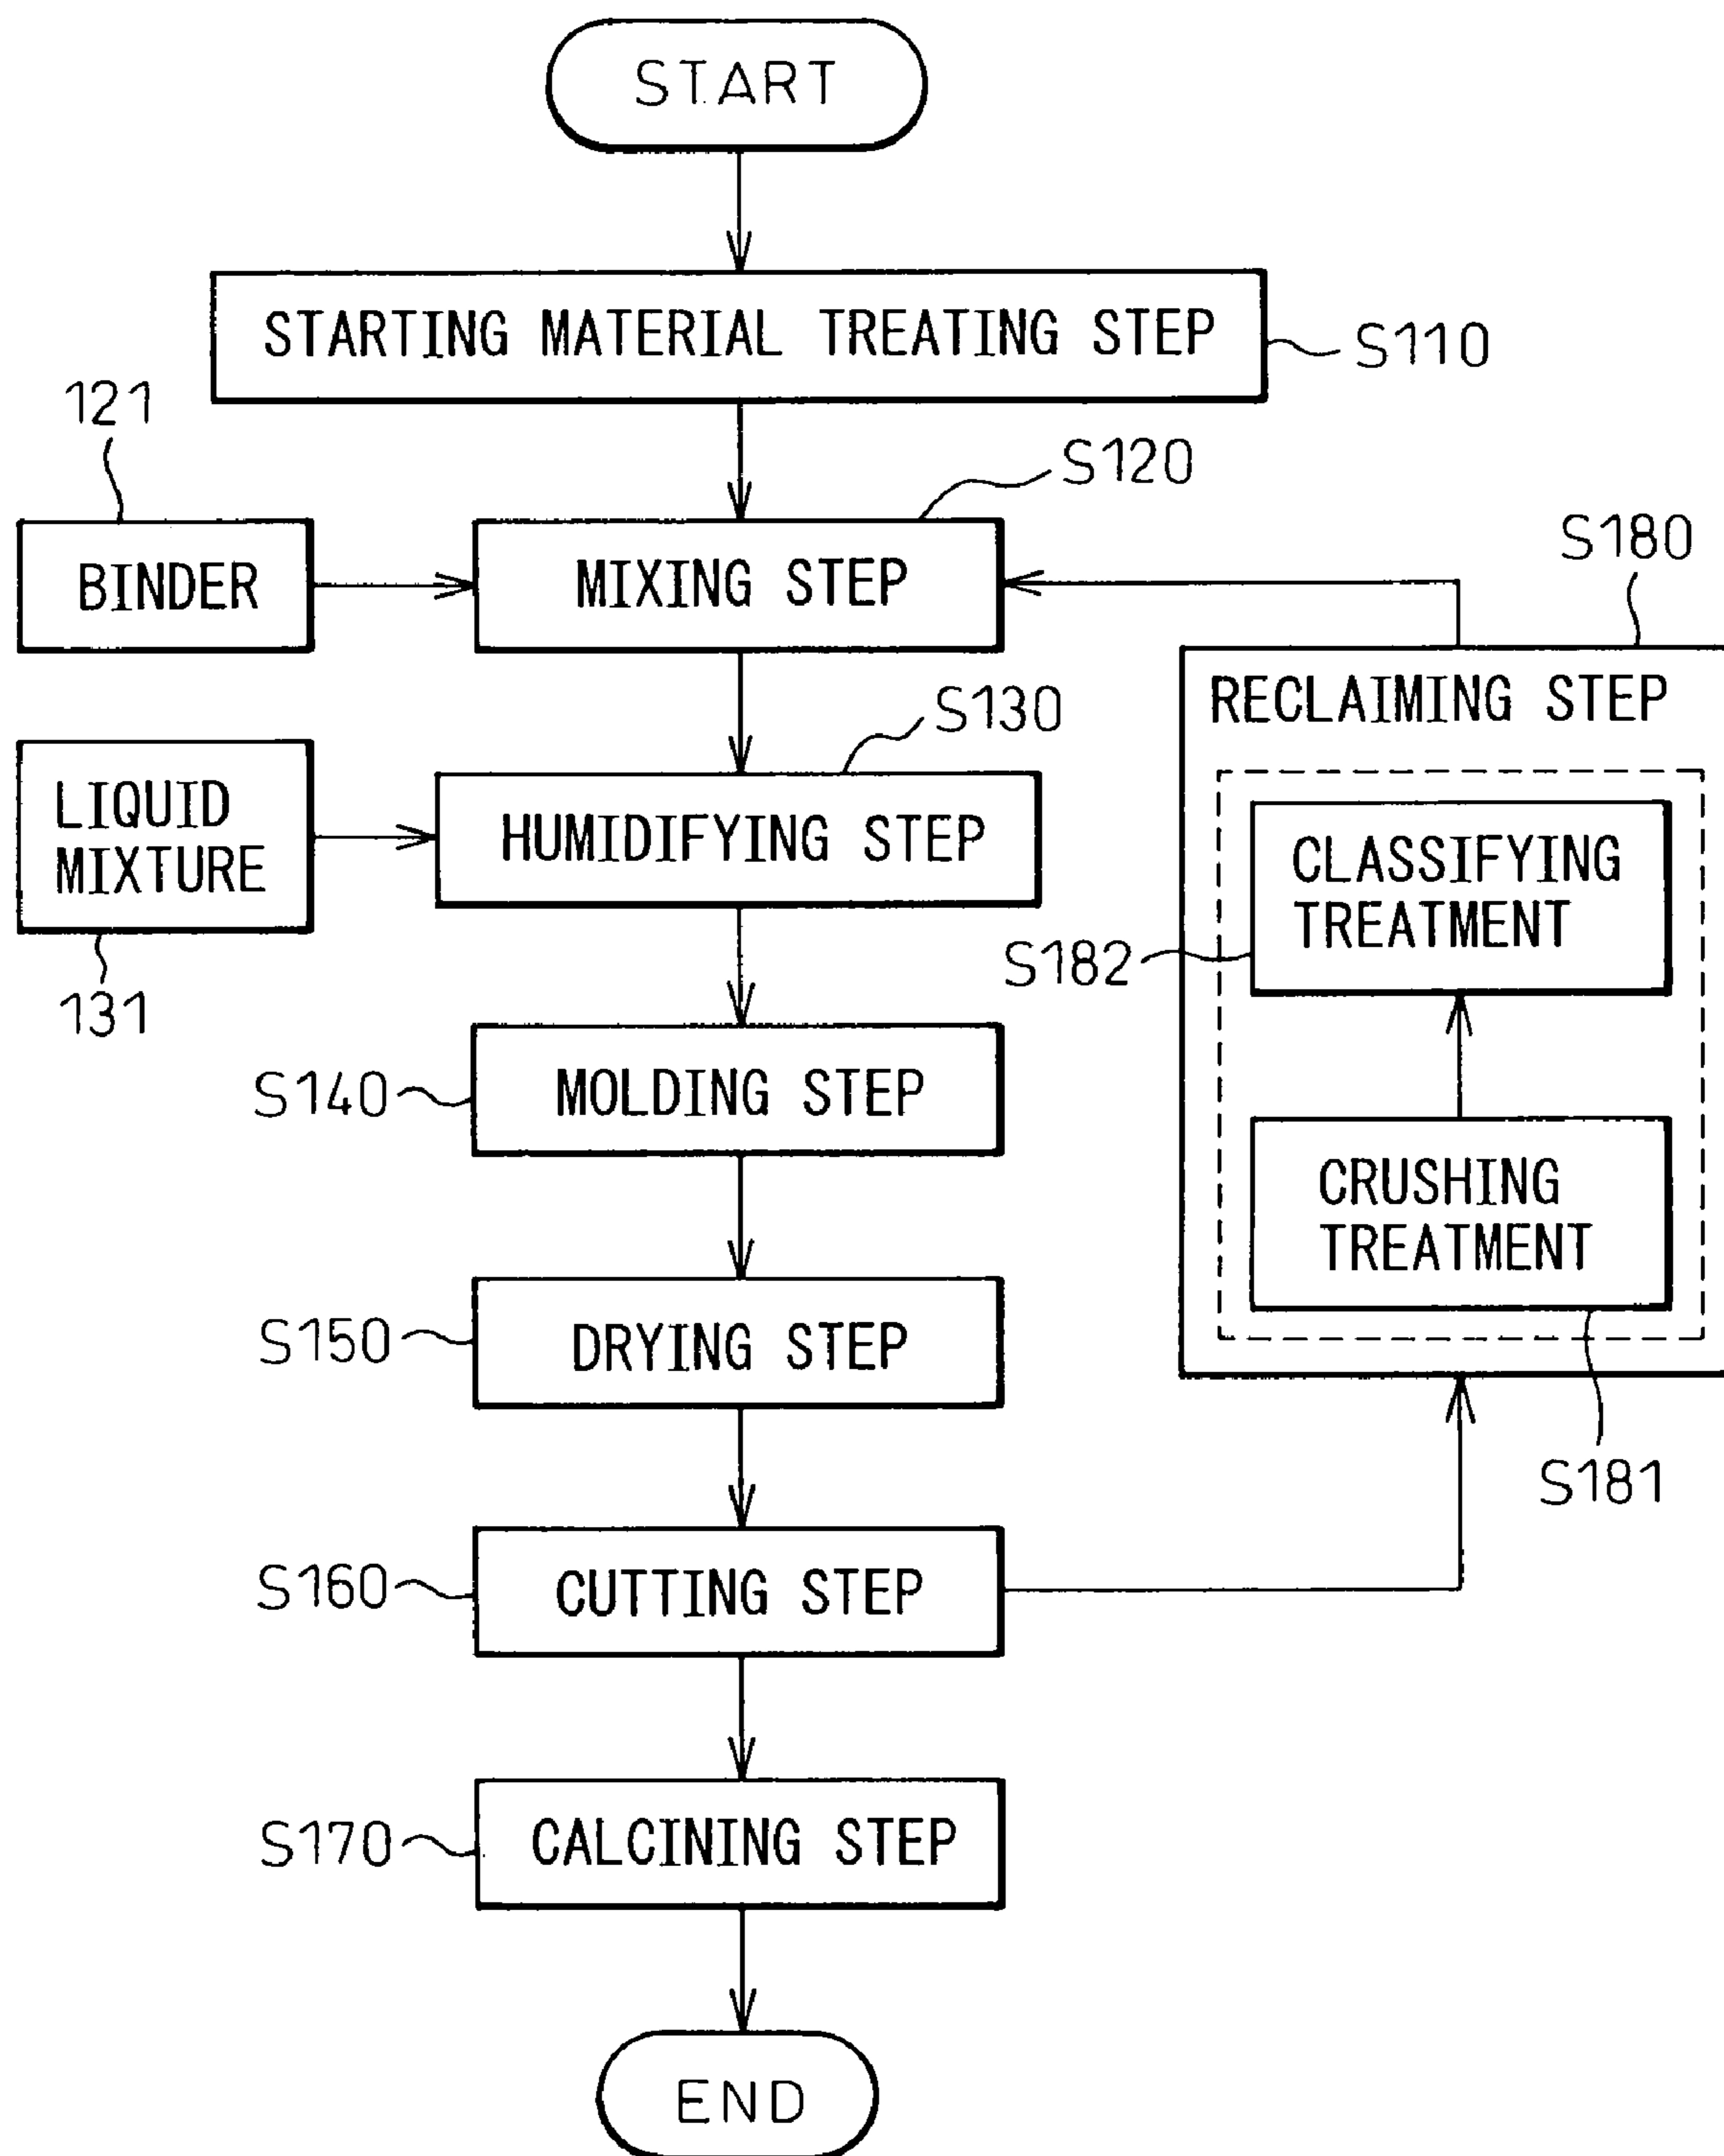 START
STARTING MATERIAL TREATING STEP
S110
121
S120
BINDER
MIXING STEP
S180
RECLAIMING STEP
S130
LIQUID
MIXTURE
HUMIDIFYING STEP
CLASSIFYING
TREATMENT
S182
131
S140
MOLDING STEP
CRUSHING
TREATMENT
S150
DRYING STEP
S181
S160
CUTTING STEP
S170
CALCINING STEP
END